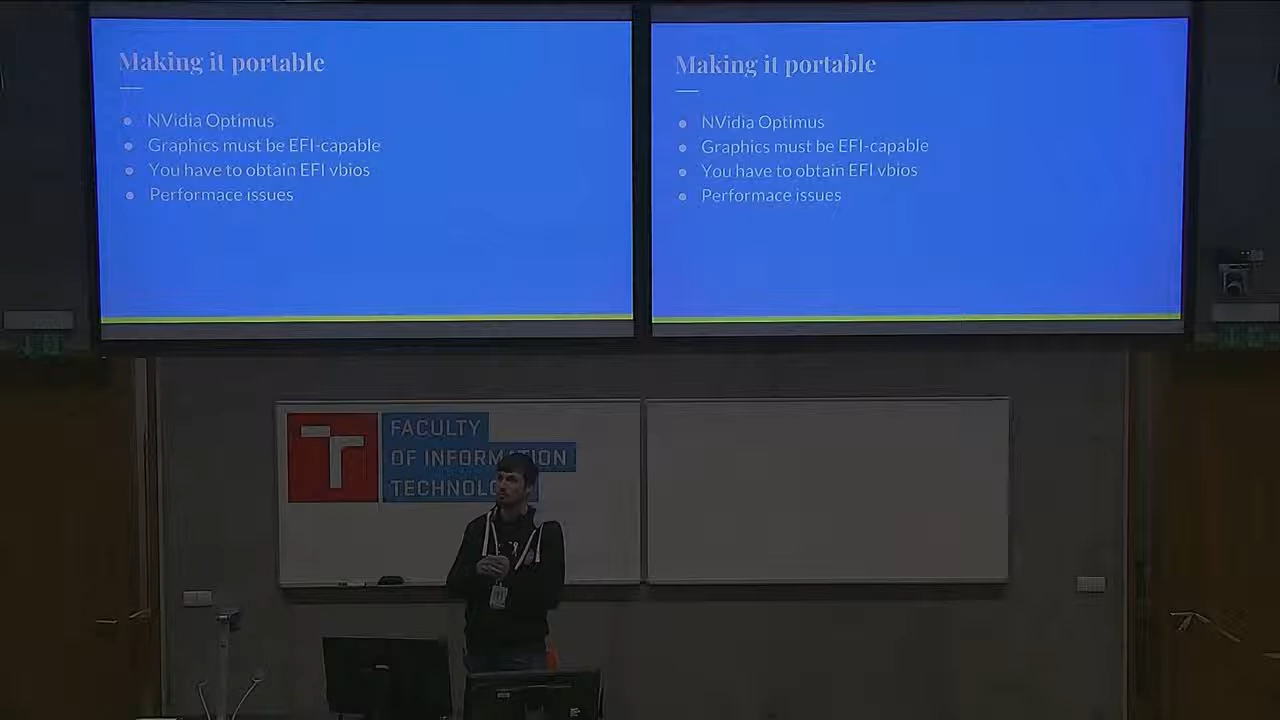 Making it portable
NVidia Optimus
Graphics must be EFI-capable
You have to obtain EFI vbios
Performace issues
Making it portable
NVidia Optimus
Graphics must be EFI-capable
You have to obtain EFI vbios
Performace issues
FACULTY
OF INFORMATION
TECHNOLO